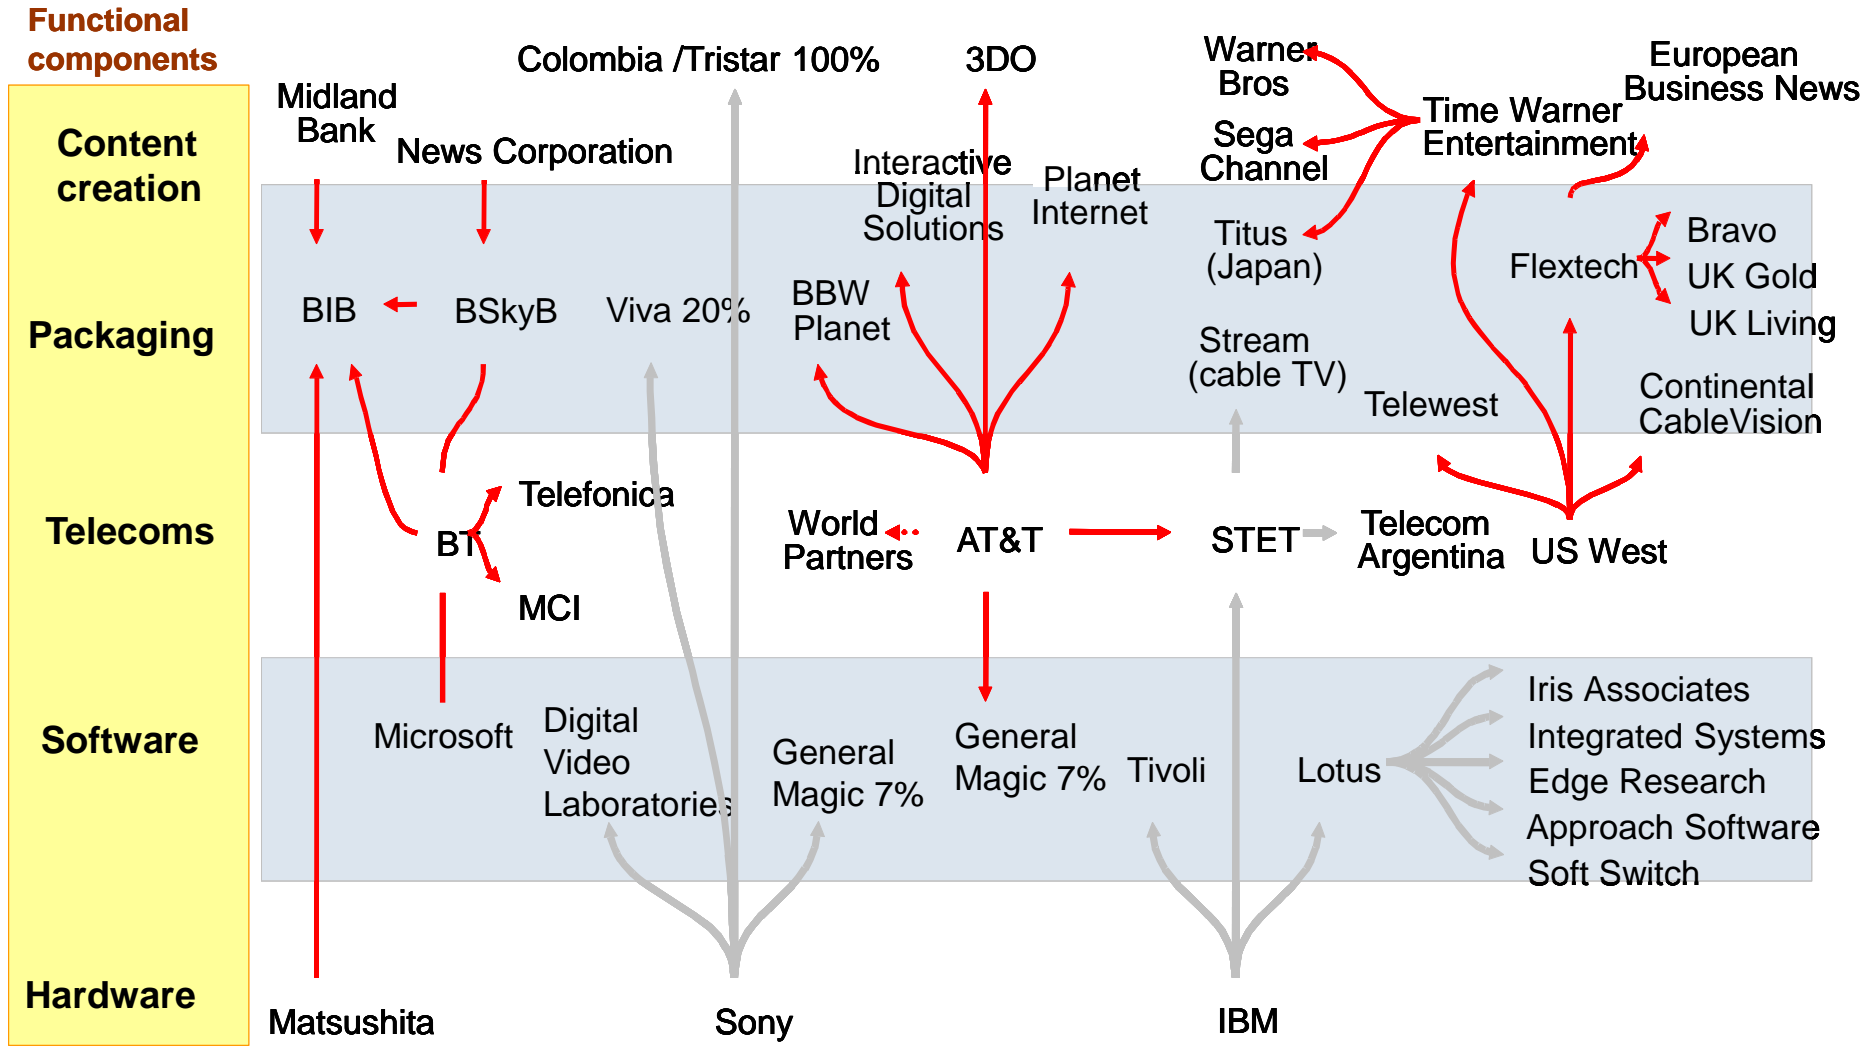 Functional
components
Content
creation
Packaging
Telecoms
Software
Hardware
Midland
Bank
News Corporation
Colombia /Tristar 100%
3DO
Interactive
Digital
Solutions
Planet
Internet
Warner
Bros
Sega
Channel
Titus
(Japan)
Time Warner
Entertainment
European
Business News
BIB
BSkyB
Viva 20%
BBW
Planet
Stream
(cable TV)
Flextech
Bravo
UK Gold
UK Living
Telewest
Continental
CableVision
BT
Telefonica
MCI
World
Partners
AT&T
STET
Telecom
Argentina
US West
Microsoft
Digital
Video
Laboratories
General
Magic 7%
General
Magic 7%
Tivoli
Lotus
Iris Associates
Integrated Systems
Edge Research
Approach Software
Soft Switch
Matsushita
Sony
IBM